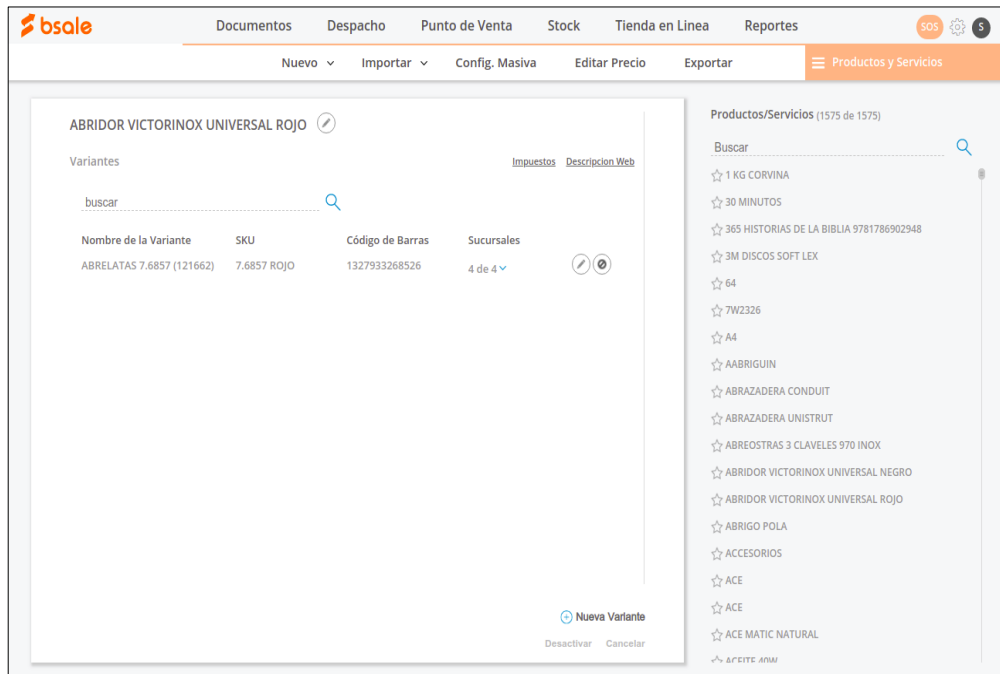 bsale
Documentos Despacho Punto de Venta Stock Tienda en Linea Reportes SOS S
Nuevo Importar Config. Masiva Editar Precio Exportar Productos y Servicios
ABRIDOR VICTORINOX UNIVERSAL ROJO
Variantes Impuestos Descripcion Web
buscar
Nombre de la Variante SKU Código de Barras Sucursales
ABRELATAS 7.6857 (121662) 7.6857 ROJO 1327933268526 4 de 4
Nueva Variante
Desactivar Cancelar
Productos/Servicios (1575 de 1575)
Buscar
1 KG CORVINA
30 MINUTOS
365 HISTORIAS DE LA BIBLIA 9781786902948
3M DISCOS SOFT LEX
64
7W2326
A4
AABRIGUIN
ABRAZADERA CONDUIT
ABRAZADERA UNISTRUT
ABREOSTRAS 3 CLAVELES 970 INOX
ABRIDOR VICTORINOX UNIVERSAL NEGRO
ABRIDOR VICTORINOX UNIVERSAL ROJO
ABRIGO POLA
ACCESORIOS
ACE
ACE
ACE MATIC NATURAL
ACEITE 40W